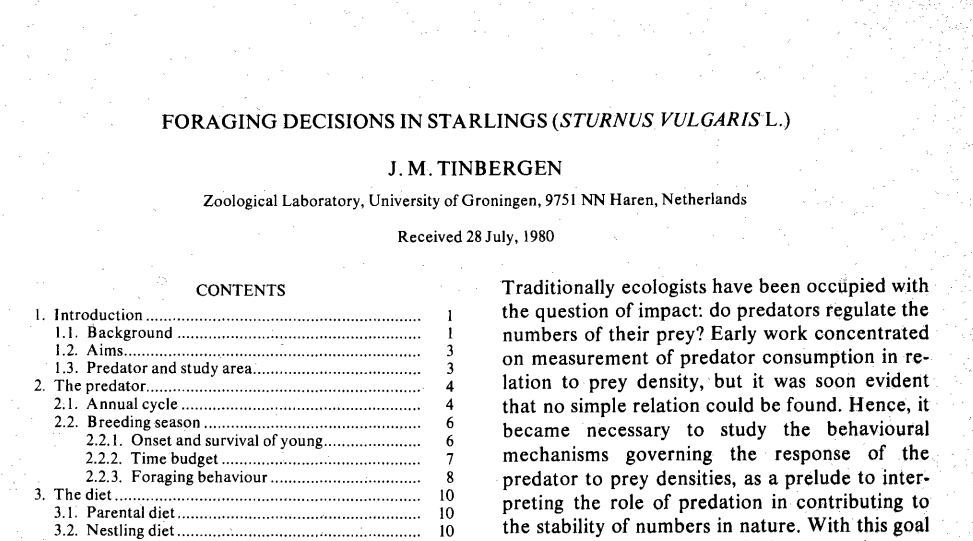 FORAGING DECISIONS IN STARLINGS (STURNUS VULGARIS L.)
J. M. TINBERGEN
Zoological Laboratory, University of Groningen, 9751 NN Haren, Netherlands
Received 28 July, 1980
CONTENTS
1. Introduction 1
1.1. Background 1
1.2. Aims 3
1.3. Predator and study area 3
2. The predator 4
2.1. Annual cycle 4
2.2. Breeding season 6
2.2.1. Onset and survival of young 6
2.2.2. Time budget 7
2.2.3. Foraging behaviour 8
3. The diet 10
3.1. Parental diet 10
3.2. Nestling diet 10
Traditionally ecologists have been occupied with
the question of impact: do predators regulate the
numbers of their prey? Early work concentrated
on measurement of predator consumption in re-
lation to prey density, but it was soon evident
that no simple relation could be found. Hence, it
became necessary to study the behavioural
mechanisms governing the response of the
predator to prey densities, as a prelude to inter-
preting the role of predation in contributing to
the stability of numbers in nature. With this goal